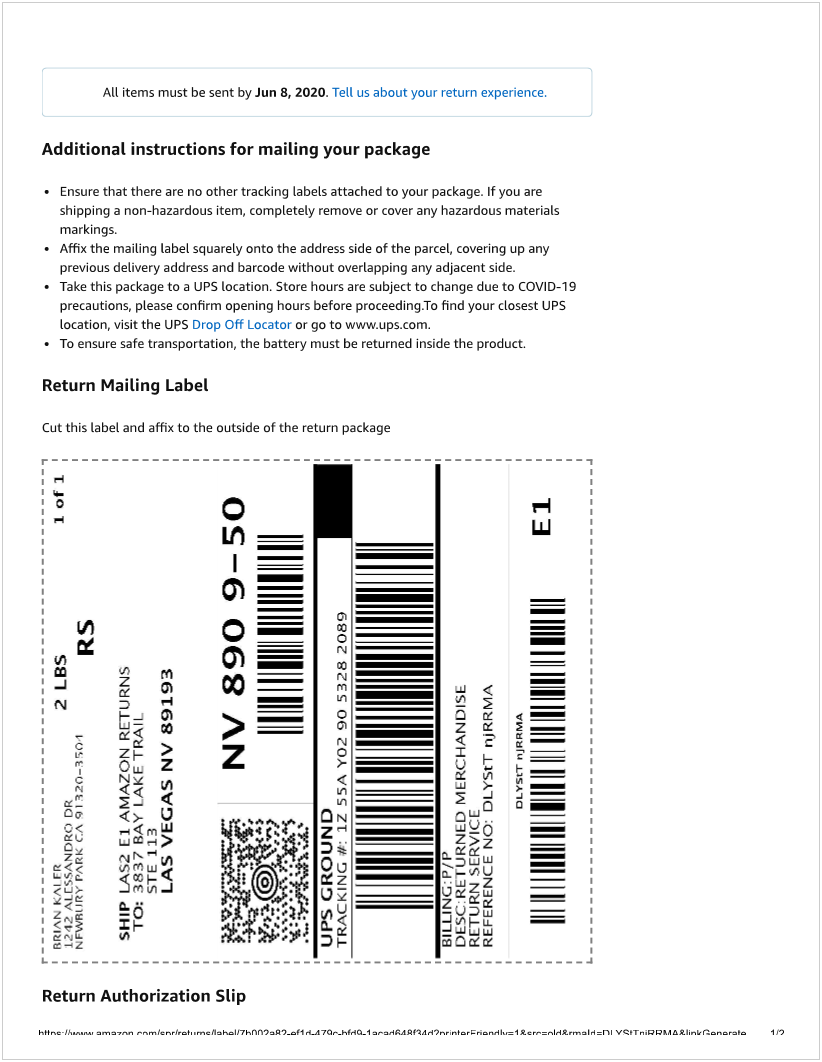 All items must be sent by Jun 8, 2020. Tell us about your return experience.
Additional instructions for mailing your package
• Ensure that there are no other tracking labels attached to your package. If you are
shipping a non-hazardous item, completely remove or cover any hazardous materials
markings.
• Affix the mailing label squarely onto the address side of the parcel, covering up any
previous delivery address and barcode without overlapping any adjacent side.
• Take this package to a UPS location. Store hours are subject to change due to COVID-19
precautions, please confirm opening hours before proceeding.To find your closest UPS
location, visit the UPS Drop Off Locator or go to www.ups.com.
• To ensure safe transportation, the battery must be returned inside the product.
Return Mailing Label
Cut this label and affix to the outside of the return package
BRIAN KALER
1242 ALESSANDRO DR
NEWBURY PARK CA 91320-3504
2 LBS
1 of 1
RS
SHIP LAS2 E1 AMAZON RETURNS
TO: 3837 BAY LAKE TRAIL
STE 113
LAS VEGAS NV 89193
NV 890 9-50
UPS GROUND
TRACKING #: 1Z 55A Y02 90 5328 2089
BILLING:P/P
DESC:RETURNED MERCHANDISE
RETURN SERVICE
REFERENCE NO: DLYStT njRRMA
DLYStT njRRMA
E1
Return Authorization Slip
https://www.amazon.com/spr/returns/label/7b002a82-ef1d-479c-bfd9-1acad648f34d?printerFriendly=1&src=old&rmaId=DLYStTnjRRMA&linkGenerate 1/2